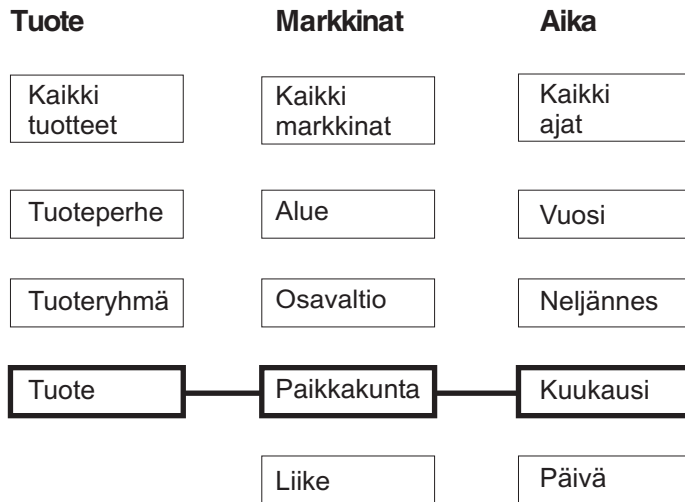 Tuote Markkinat Aika
Kaikki
tuotteet
Kaikki
markkinat
Kaikki
ajat
Tuoteperhe Alue Vuosi
Tuoteryhmä Osavaltio Neljännes
Tuote Paikkakunta Kuukausi
Liike Päivä